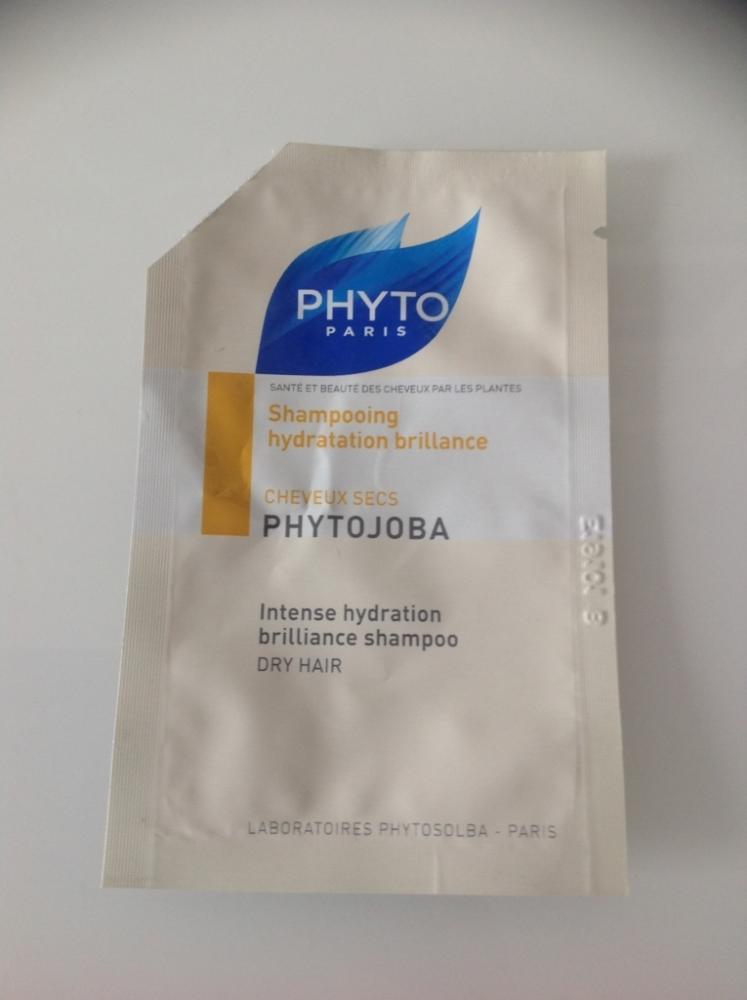 PHYTO
PARIS
SANTÉ ET BEAUTÉ DES CHEVEUX PAR LES PLANTES
Shampooing
hydratation brillance
CHEVEUX SECS
PHYTOJOBA
Intense hydration
brilliance shampoo
DRY HAIR
LABORATOIRES PHYTOSOLBA - PARIS